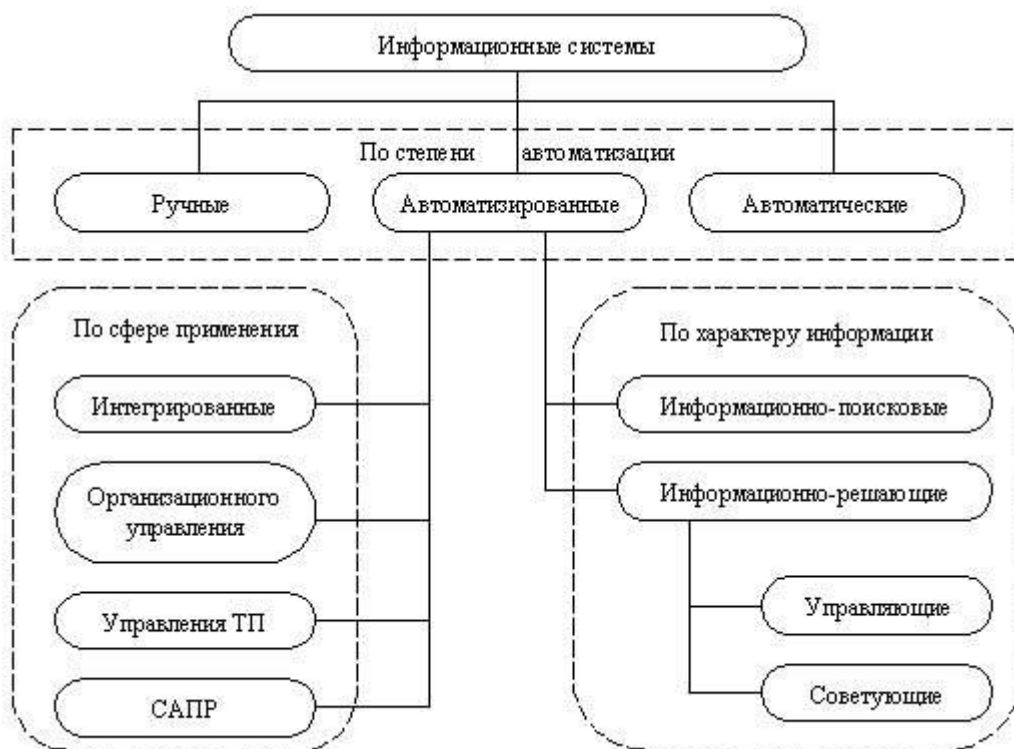 Информационные системы
По степени автоматизации
Ручные
Автоматизированные
Автоматические
По сфере применения
Интегрированные
Организационного
управления
Управления ТП
САПР
По характеру информации
Информационно-поисковые
Информационно-решающие
Управляющие
Советующие